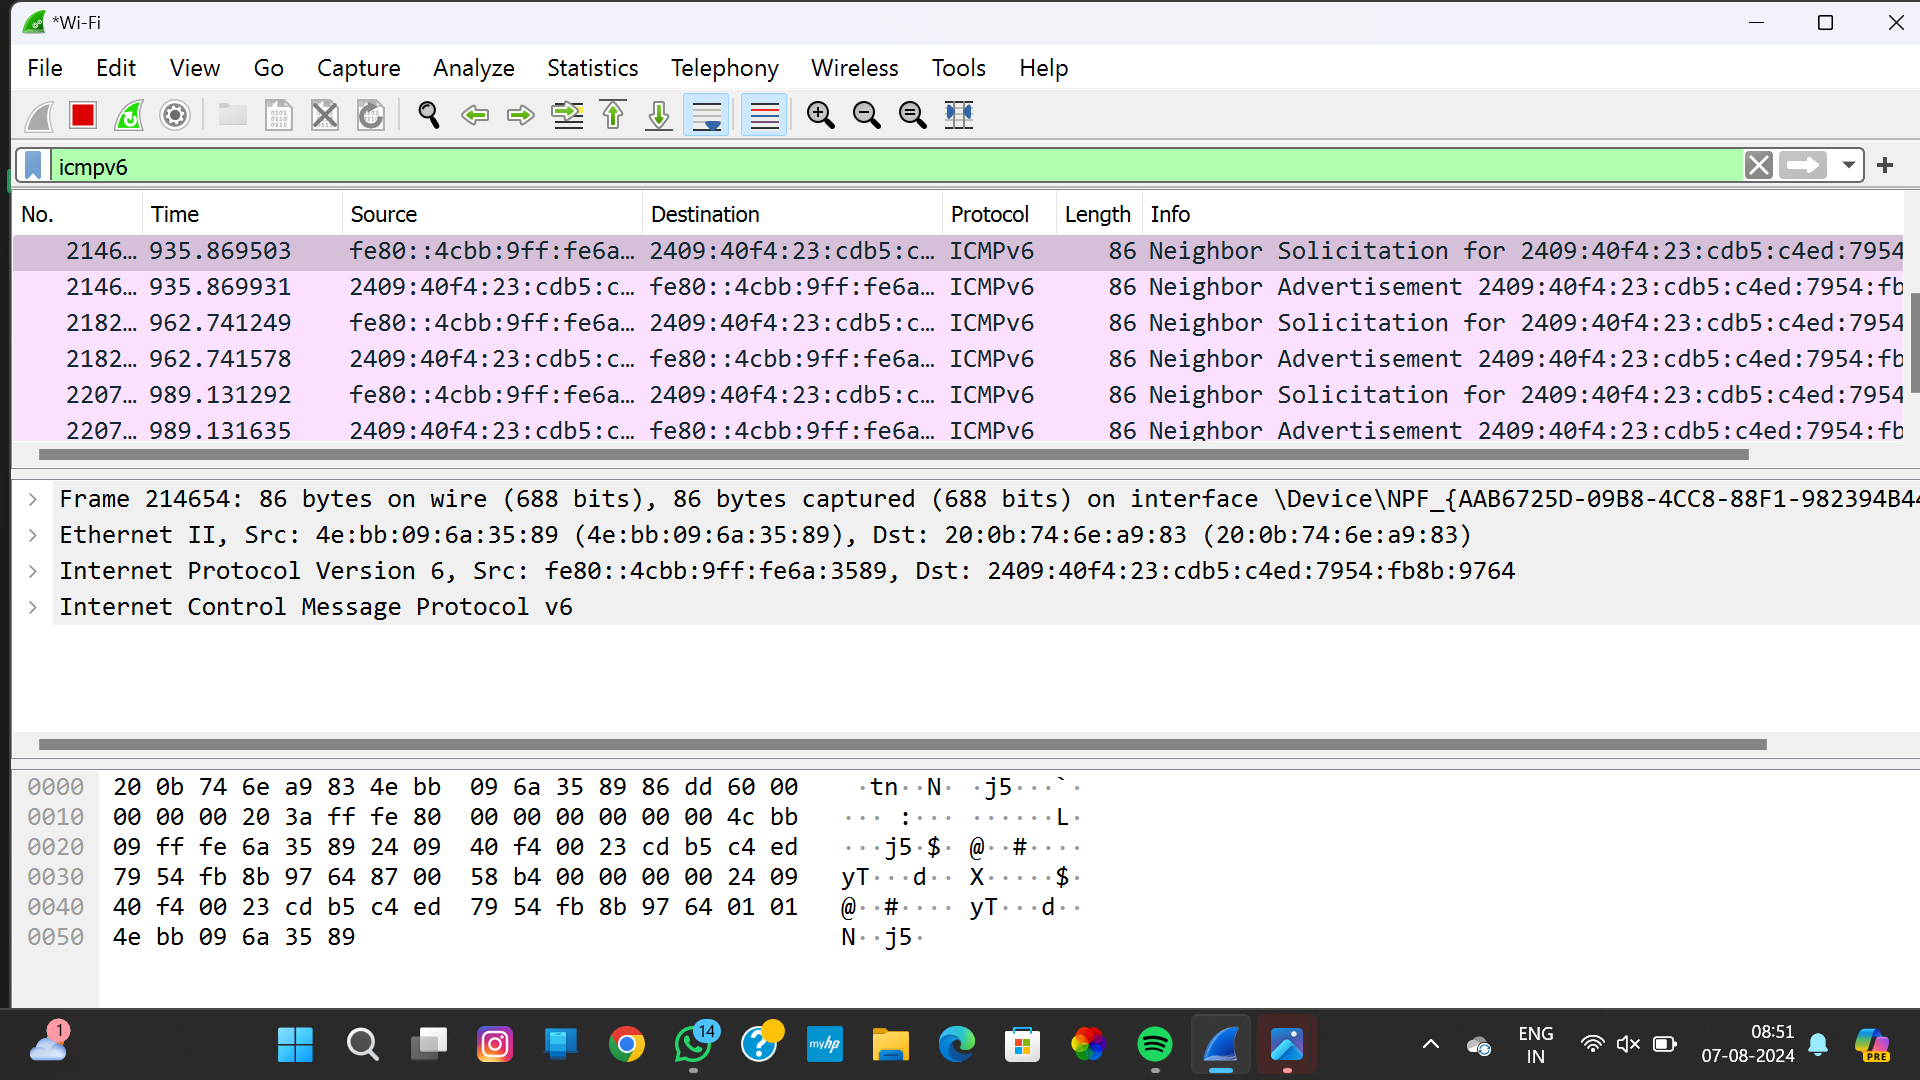 *Wi-Fi
File Edit View Go Capture Analyze Statistics Telephony Wireless Tools Help
icmpv6
No. Time Source Destination Protocol Length Info
2146… 935.869503 fe80::4cbb:9ff:fe6a… 2409:40f4:23:cdb5:c… ICMPv6 86 Neighbor Solicitation for 2409:40f4:23:cdb5:c4ed:7954
2146… 935.869931 2409:40f4:23:cdb5:c… fe80::4cbb:9ff:fe6a… ICMPv6 86 Neighbor Advertisement 2409:40f4:23:cdb5:c4ed:7954:fb
2182… 962.741249 fe80::4cbb:9ff:fe6a… 2409:40f4:23:cdb5:c… ICMPv6 86 Neighbor Solicitation for 2409:40f4:23:cdb5:c4ed:7954
2182… 962.741578 2409:40f4:23:cdb5:c… fe80::4cbb:9ff:fe6a… ICMPv6 86 Neighbor Advertisement 2409:40f4:23:cdb5:c4ed:7954:fb
2207… 989.131292 fe80::4cbb:9ff:fe6a… 2409:40f4:23:cdb5:c… ICMPv6 86 Neighbor Solicitation for 2409:40f4:23:cdb5:c4ed:7954
2207… 989.131635 2409:40f4:23:cdb5:c… fe80::4cbb:9ff:fe6a… ICMPv6 86 Neighbor Advertisement 2409:40f4:23:cdb5:c4ed:7954:fb
Frame 214654: 86 bytes on wire (688 bits), 86 bytes captured (688 bits) on interface \Device\NPF_{AAB6725D-09B8-4CC8-88F1-982394B44
Ethernet II, Src: 4e:bb:09:6a:35:89 (4e:bb:09:6a:35:89), Dst: 20:0b:74:6e:a9:83 (20:0b:74:6e:a9:83)
Internet Protocol Version 6, Src: fe80::4cbb:9ff:fe6a:3589, Dst: 2409:40f4:23:cdb5:c4ed:7954:fb8b:9764
Internet Control Message Protocol v6
0000 20 0b 74 6e a9 83 4e bb 09 6a 35 89 86 dd 60 00 ·tn··N· ·j5···`·
0010 00 00 00 20 3a ff fe 80 00 00 00 00 00 00 4c bb ··· :··· ······L·
0020 09 ff fe 6a 35 89 24 09 40 f4 00 23 cd b5 c4 ed ···j5·$· @··#····
0030 79 54 fb 8b 97 64 87 00 58 b4 00 00 00 00 24 09 yT···d·· X·····$·
0040 40 f4 00 23 cd b5 c4 ed 79 54 fb 8b 97 64 01 01 @··#···· yT···d··
0050 4e bb 09 6a 35 89 N··j5·
1
14
myhp
ENG
IN
08:51
07-08-2024
PRE